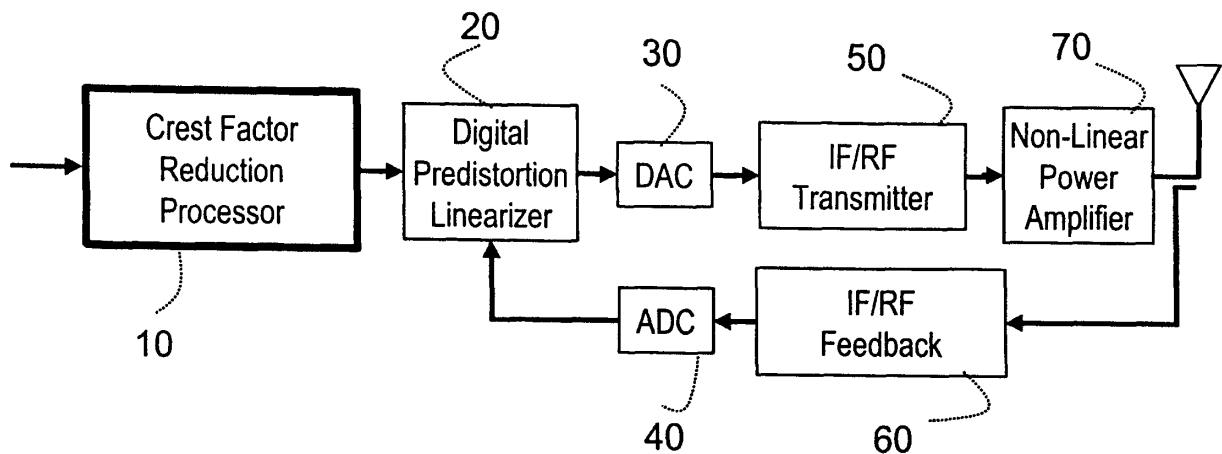 20
30
50
70
Crest Factor
Reduction
Processor
Digital
Predistortion
Linearizer
DAC
IF/RF
Transmitter
Non-Linear
Power
Amplifier
10
ADC
IF/RF
Feedback
40
60